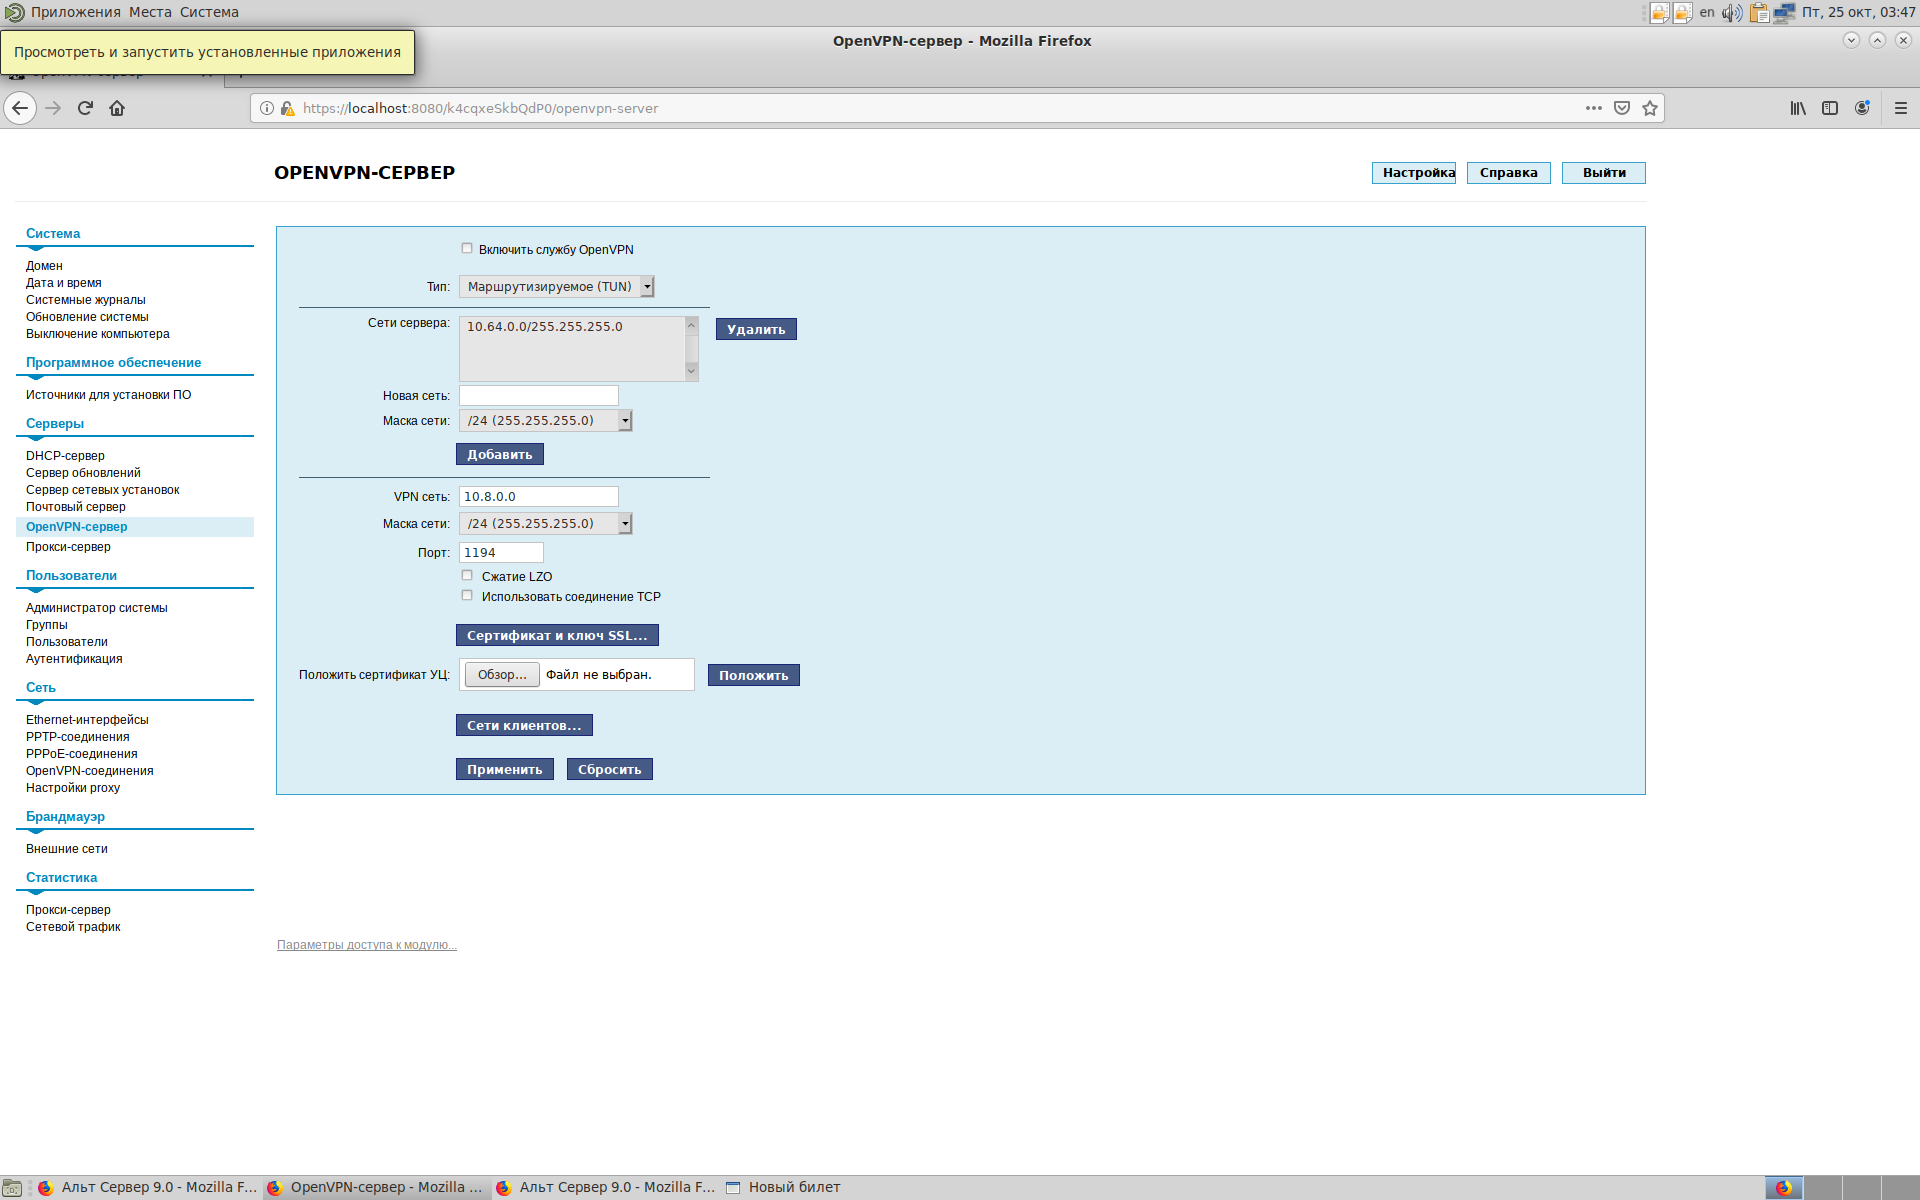 Приложения Места Система
en
Пт, 25 окт, 03:47
Просмотреть и запустить установленные приложения
OpenVPN-сервер - Mozilla Firefox
https://localhost:8080/k4cqxeSkbQdP0/openvpn-server
OPENVPN-СЕРВЕР
Настройка
Справка
Выйти
Система
Домен
Дата и время
Системные журналы
Обновление системы
Выключение компьютера
Программное обеспечение
Источники для установки ПО
Серверы
DHCP-сервер
Сервер обновлений
Сервер сетевых установок
Почтовый сервер
OpenVPN-сервер
Прокси-сервер
Пользователи
Администратор системы
Группы
Пользователи
Аутентификация
Сеть
Ethernet-интерфейсы
PPTP-соединения
PPPoE-соединения
OpenVPN-соединения
Настройки proxy
Брандмауэр
Внешние сети
Статистика
Прокси-сервер
Сетевой трафик
Включить службу OpenVPN
Тип: Маршрутизируемое (TUN)
Сети сервера: 10.64.0.0/255.255.255.0 Удалить
Новая сеть:
Маска сети: /24 (255.255.255.0)
Добавить
VPN сеть: 10.8.0.0
Маска сети: /24 (255.255.255.0)
Порт: 1194
Сжатие LZO
Использовать соединение TCP
Сертификат и ключ SSL...
Положить сертификат УЦ: Обзор... Файл не выбран. Положить
Сети клиентов...
Применить Сбросить
Параметры доступа к модулю...
Альт Сервер 9.0 - Mozilla F...
OpenVPN-сервер - Mozilla ...
Альт Сервер 9.0 - Mozilla F...
Новый билет